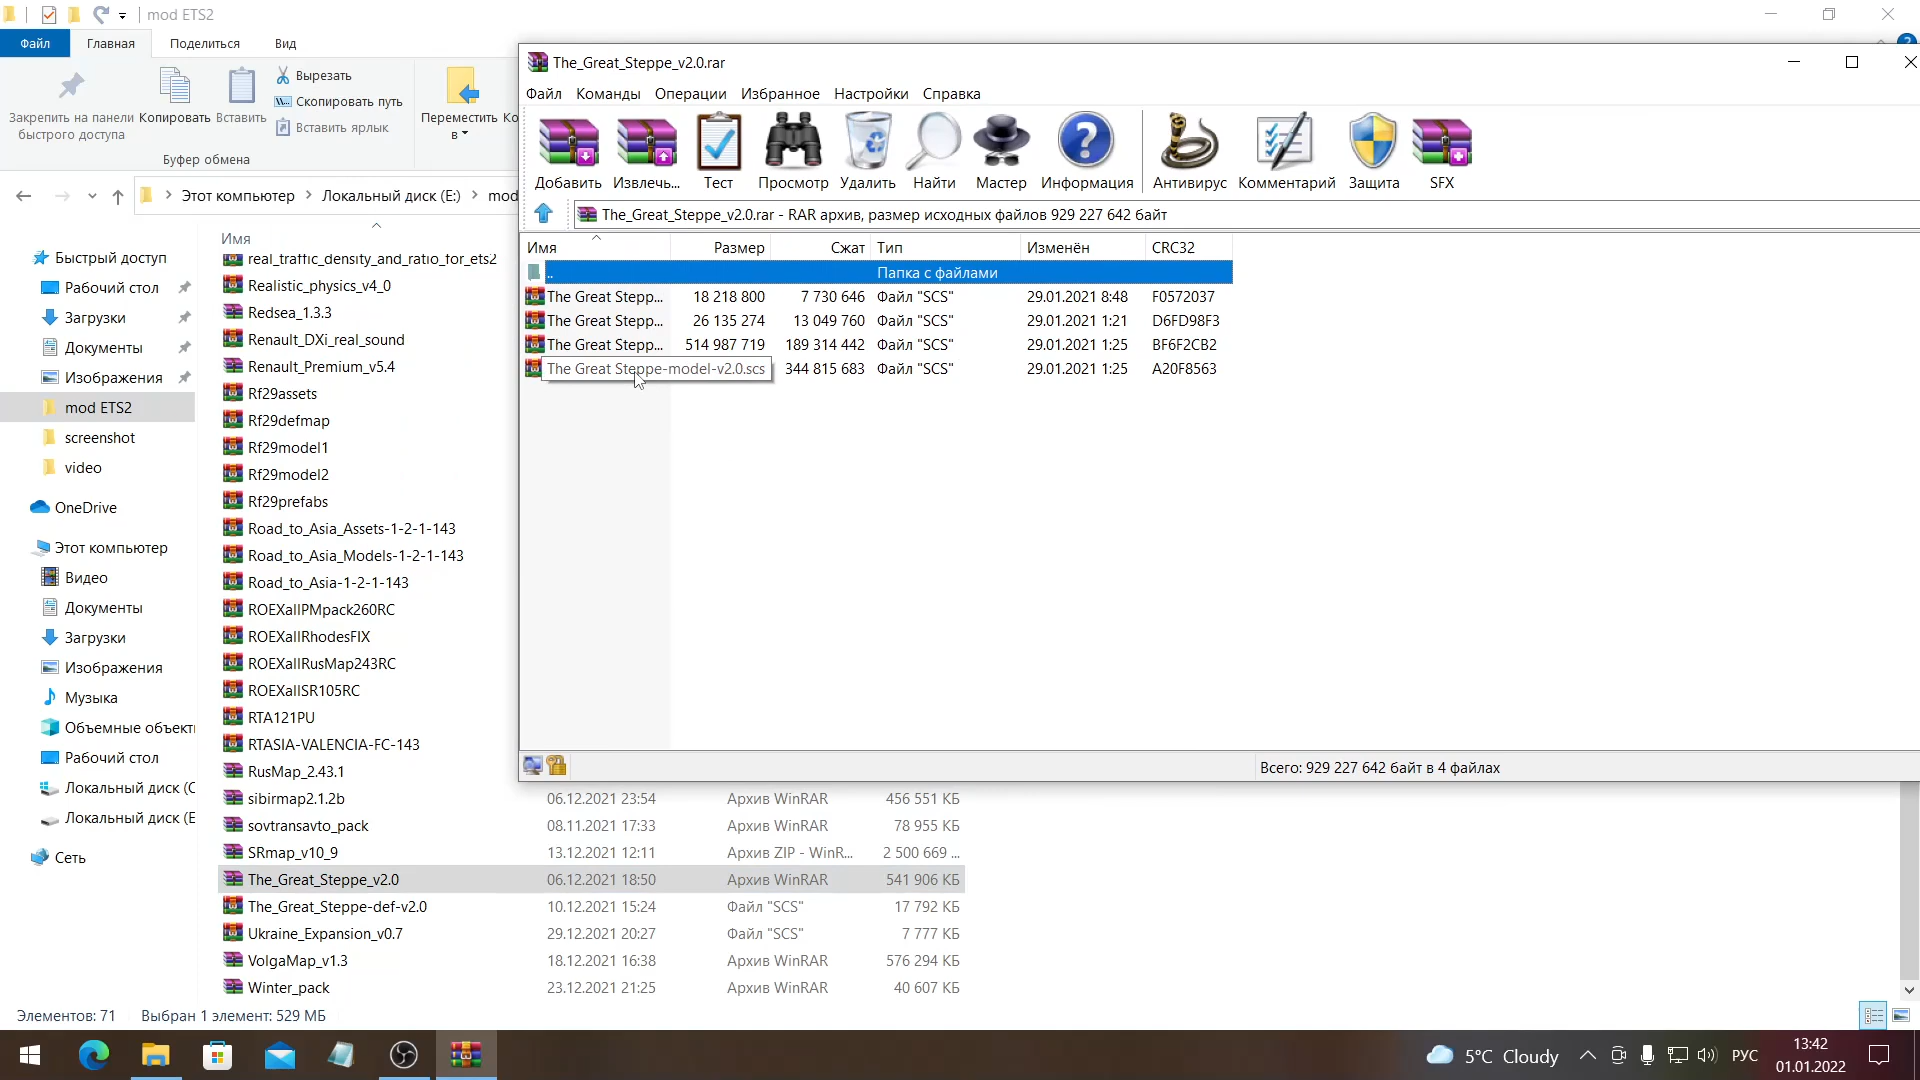 mod ETS2
Файл
Главная
Поделиться
Вид
Закрепить на панели
быстрого доступа
Копировать
Вставить
Вырезать
Скопировать путь
Вставить ярлык
Переместить
в
Ко
Буфер обмена
Этот компьютер
Локальный диск (E:)
mod
Быстрый доступ
Рабочий стол
Загрузки
Документы
Изображения
mod ETS2
screenshot
video
OneDrive
Этот компьютер
Видео
Документы
Загрузки
Изображения
Музыка
Объемные объект
Рабочий стол
Локальный диск (C
Локальный диск (E
Сеть
Имя
real_traffic_density_and_ratio_for_ets2
Realistic_physics_v4_0
Redsea_1.3.3
Renault_DXi_real_sound
Renault_Premium_v5.4
Rf29assets
Rf29defmap
Rf29model1
Rf29model2
Rf29prefabs
Road_to_Asia_Assets-1-2-1-143
Road_to_Asia_Models-1-2-1-143
Road_to_Asia-1-2-1-143
ROEXallPMpack260RC
ROEXallRhodesFIX
ROEXallRusMap243RC
ROEXallSR105RC
RTA121PU
RTASIA-VALENCIA-FC-143
RusMap_2.43.1
sibirmap2.1.2b 06.12.2021 23:54 Архив WinRAR 456 551 КБ
sovtransavto_pack 08.11.2021 17:33 Архив WinRAR 78 955 КБ
SRmap_v10_9 13.12.2021 12:11 Архив ZIP - WinR... 2 500 669 ...
The_Great_Steppe_v2.0 06.12.2021 18:50 Архив WinRAR 541 906 КБ
The_Great_Steppe-def-v2.0 10.12.2021 15:24 Файл "SCS" 17 792 КБ
Ukraine_Expansion_v0.7 29.12.2021 20:27 Файл "SCS" 7 777 КБ
VolgaMap_v1.3 18.12.2021 16:38 Архив WinRAR 576 294 КБ
Winter_pack 23.12.2021 21:25 Архив WinRAR 40 607 КБ
Элементов: 71 Выбран 1 элемент: 529 МБ
The_Great_Steppe_v2.0.rar
Файл Команды Операции Избранное Настройки Справка
Добавить Извлечь... Тест Просмотр Удалить Найти Мастер Информация Антивирус Комментарий Защита SFX
The_Great_Steppe_v2.0.rar - RAR архив, размер исходных файлов 929 227 642 байт
Имя Размер Сжат Тип Изменён CRC32
.. Папка с файлами
The Great Stepp... 18 218 800 7 730 646 Файл "SCS" 29.01.2021 8:48 F0572037
The Great Stepp... 26 135 274 13 049 760 Файл "SCS" 29.01.2021 1:21 D6FD98F3
The Great Stepp... 514 987 719 189 314 442 Файл "SCS" 29.01.2021 1:25 BF6F2CB2
The Great Steppe-model-v2.0.scs 344 815 683 Файл "SCS" 29.01.2021 1:25 A20F8563
Всего: 929 227 642 байт в 4 файлах
5°C Cloudy
РУС
13:42
01.01.2022